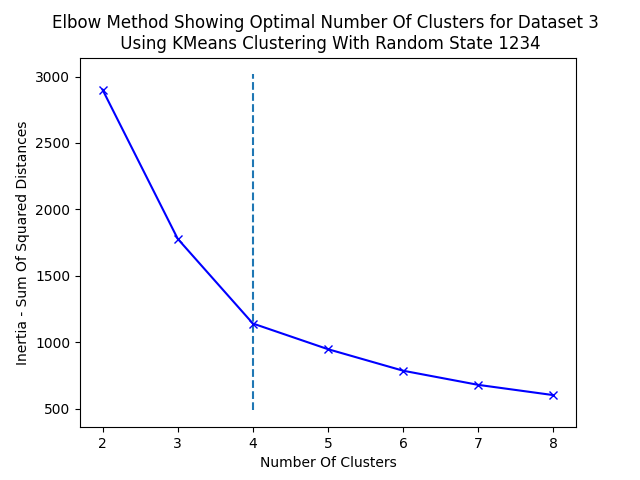 Elbow Method Showing Optimal Number Of Clusters for Dataset 3
Using KMeans Clustering With Random State 1234
Inertia - Sum Of Squared Distances
3000
2500
2000
1500
1000
500
2 3 4 5 6 7 8
Number Of Clusters